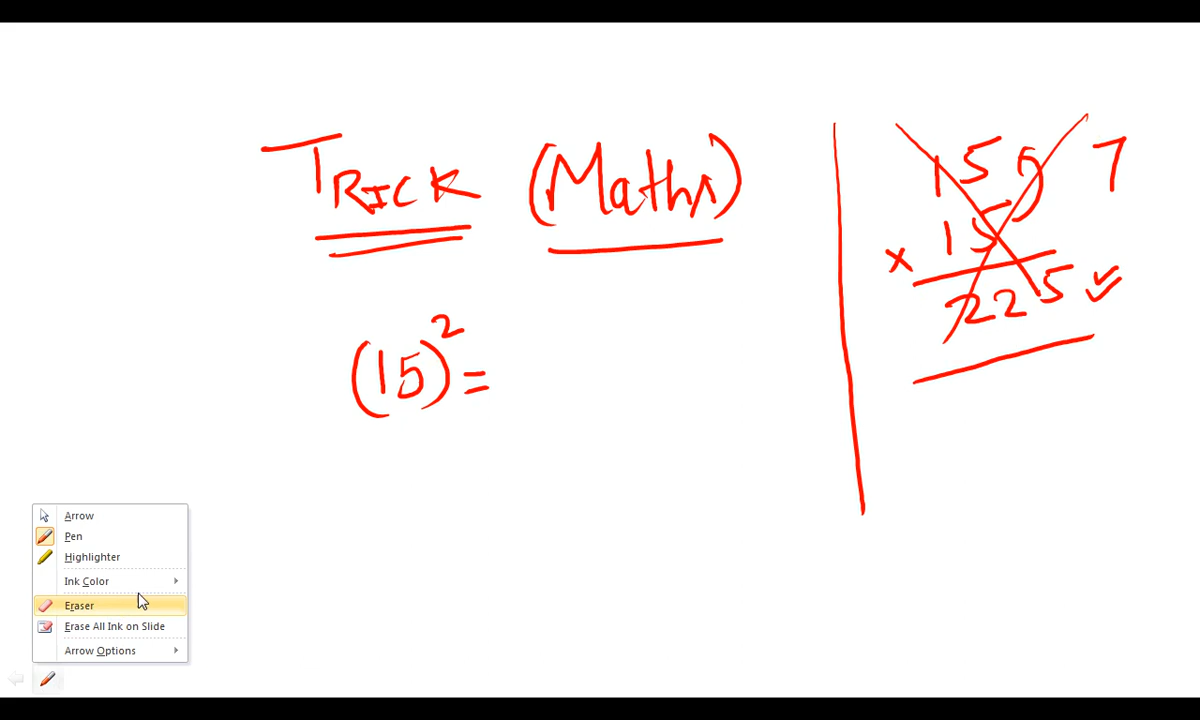 TRICK (Maths)
(15)² =
155 7
× 15
225
Arrow
Pen
Highlighter
Ink Color
Eraser
Erase All Ink on Slide
Arrow Options